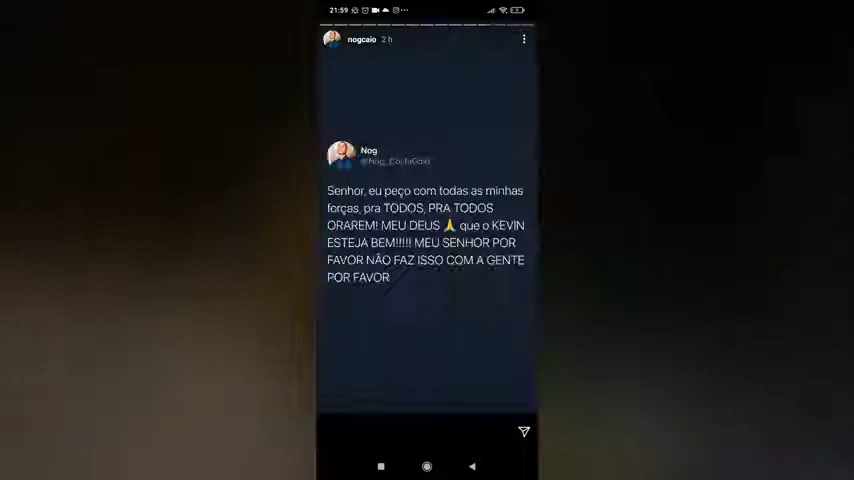 21:59
nogcaio 2 h
Nog
@Nog_CostaCaio
Senhor, eu peço com todas as minhas
forças, pra TODOS, PRA TODOS
ORAREM! MEU DEUS 🙏 que o KEVIN
ESTEJA BEM!!!!! MEU SENHOR POR
FAVOR NÃO FAZ ISSO COM A GENTE
POR FAVOR